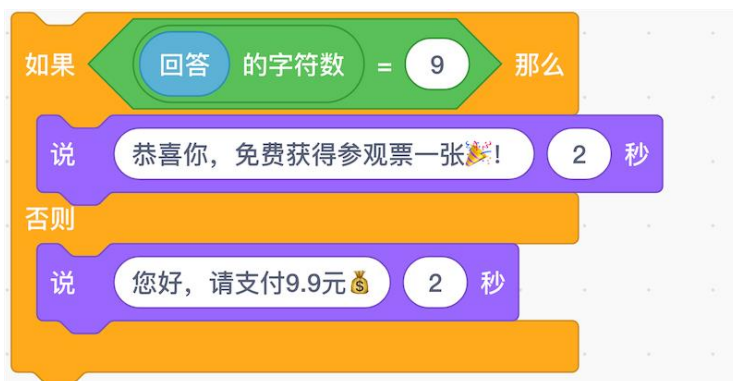 如果 回答 的字符数 = 9 那么
说 恭喜你，免费获得参观票一张🎉! 2 秒
否则
说 您好，请支付9.9元💰 2 秒